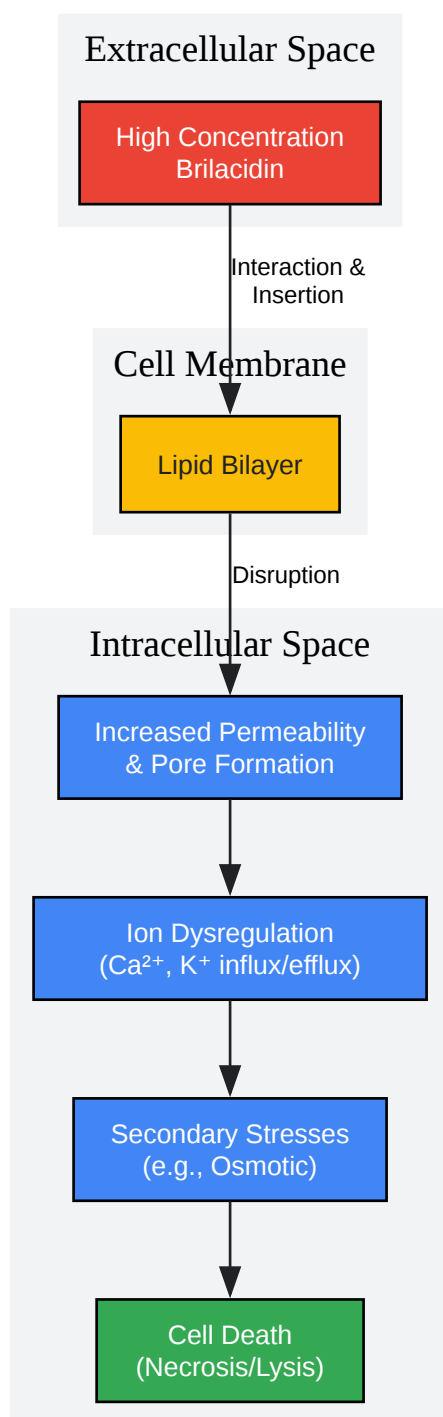 Extracellular Space
High Concentration
Brilacidin
Interaction &
Insertion
Cell Membrane
Lipid Bilayer
Disruption
Intracellular Space
Increased Permeability
& Pore Formation
Ion Dysregulation
(Ca²⁺, K⁺ influx/efflux)
Secondary Stresses
(e.g., Osmotic)
Cell Death
(Necrosis/Lysis)